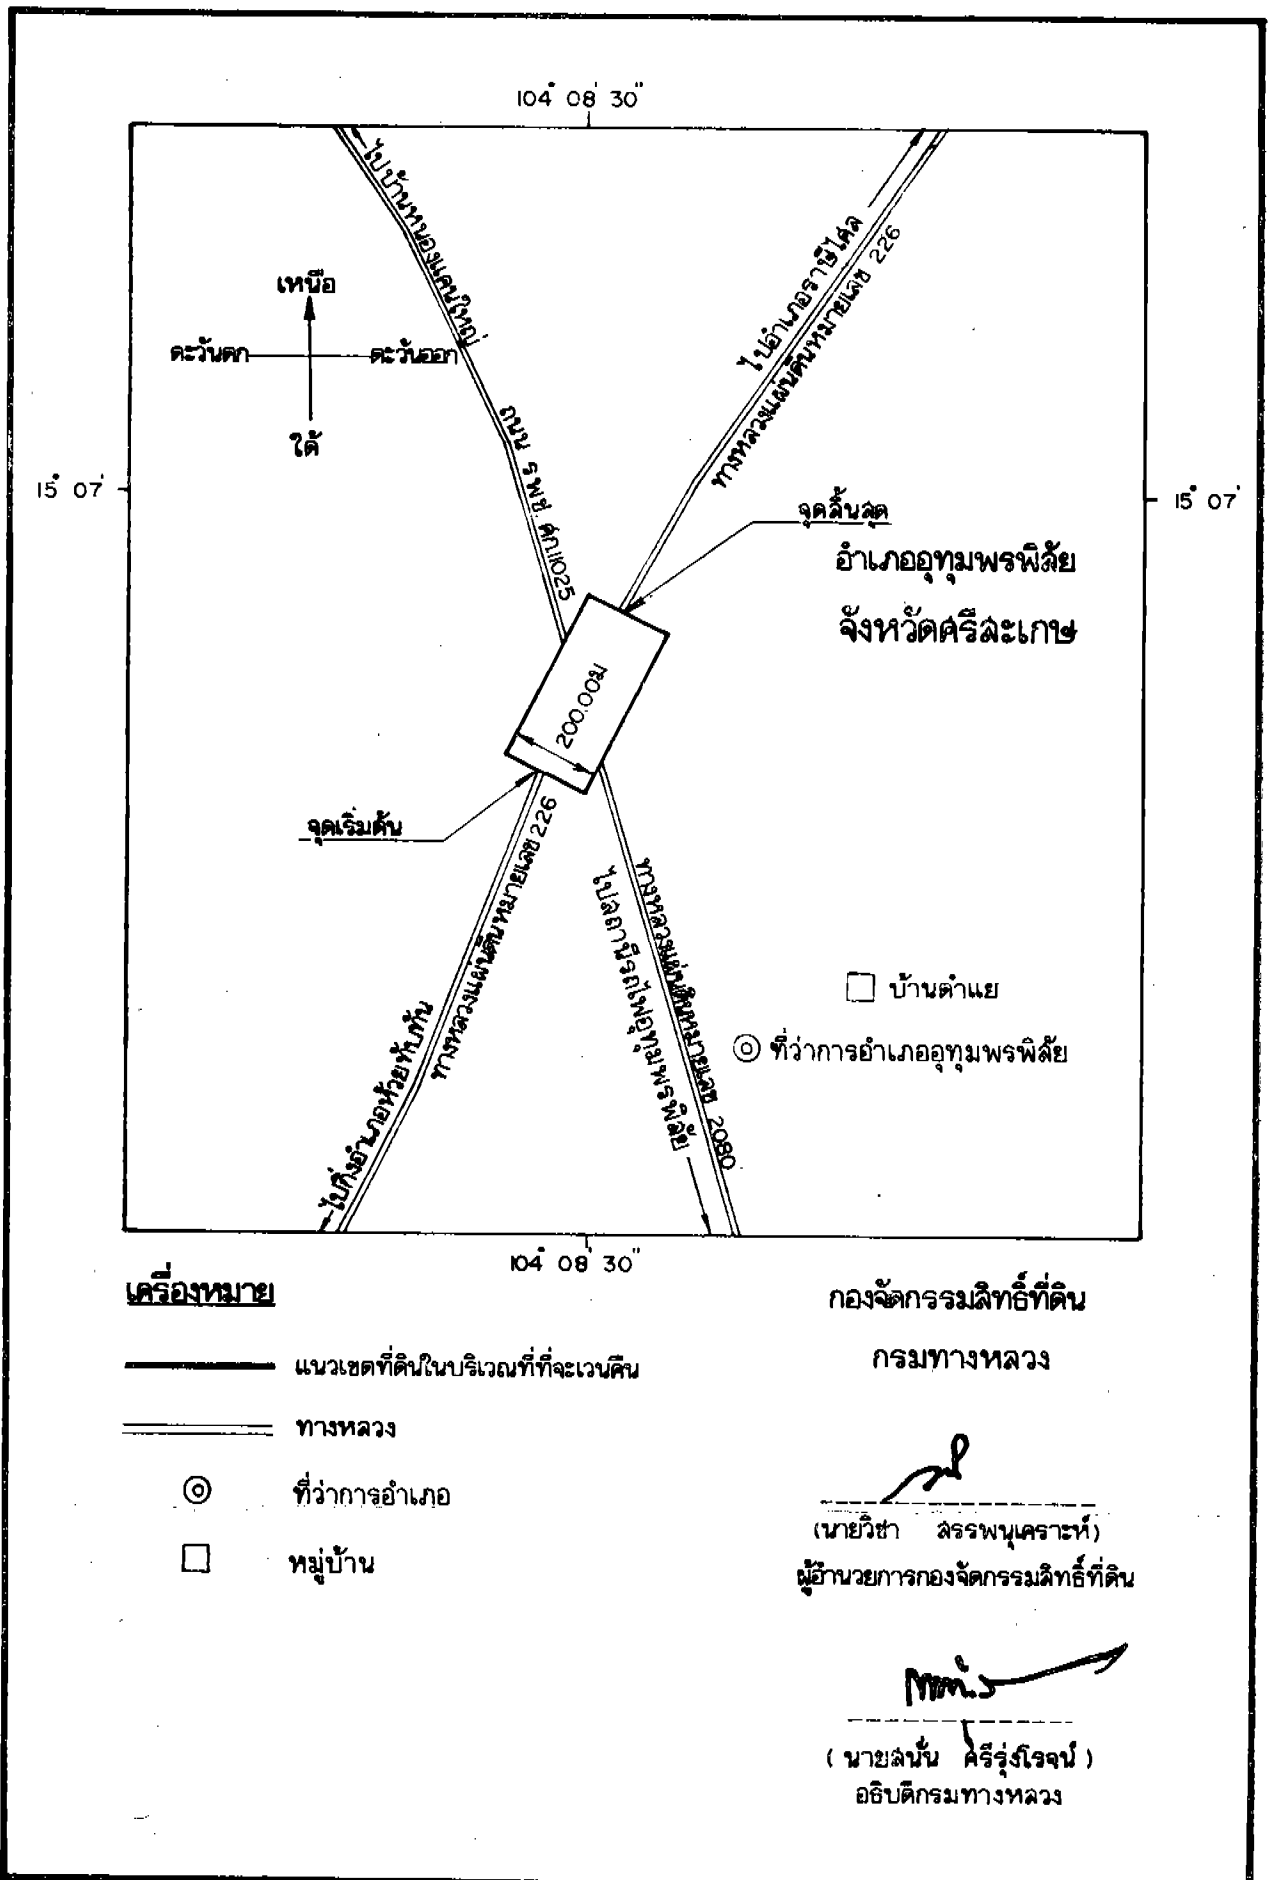 104° 08' 30"
ไปบ้านหนองแคนใหญ่
ไปอำเภอราษีไศล
ทางหลวงแผ่นดินหมายเลข 226
เหนือ
ตะวันตก
ตะวันออก
ใต้
ถนน รพช. ศก.11025
15° 07'
15° 07'
จุดสิ้นสุด
อำเภออุทุมพรพิสัย
จังหวัดศรีสะเกษ
200.00ม
จุดเริ่มต้น
ทางหลวงแผ่นดินหมายเลข 226
ไปกิ่งอำเภอห้วยทับทัน
ทางหลวงแผ่นดินหมายเลข 2080
ไปสถานีรถไฟอุทุมพรพิสัย
บ้านตำแย
ที่ว่าการอำเภออุทุมพรพิสัย
104° 08' 30"
เครื่องหมาย
แนวเขตที่ดินในบริเวณที่ที่จะเวนคืน
ทางหลวง
ที่ว่าการอำเภอ
หมู่บ้าน
กองจัดกรรมสิทธิ์ที่ดิน
กรมทางหลวง
(นายวิชา สรรพนุเคราะห์)
ผู้อำนวยการกองจัดกรรมสิทธิ์ที่ดิน
( นายสนั่น ศรีรุ่งโรจน์ )
อธิบดีกรมทางหลวง